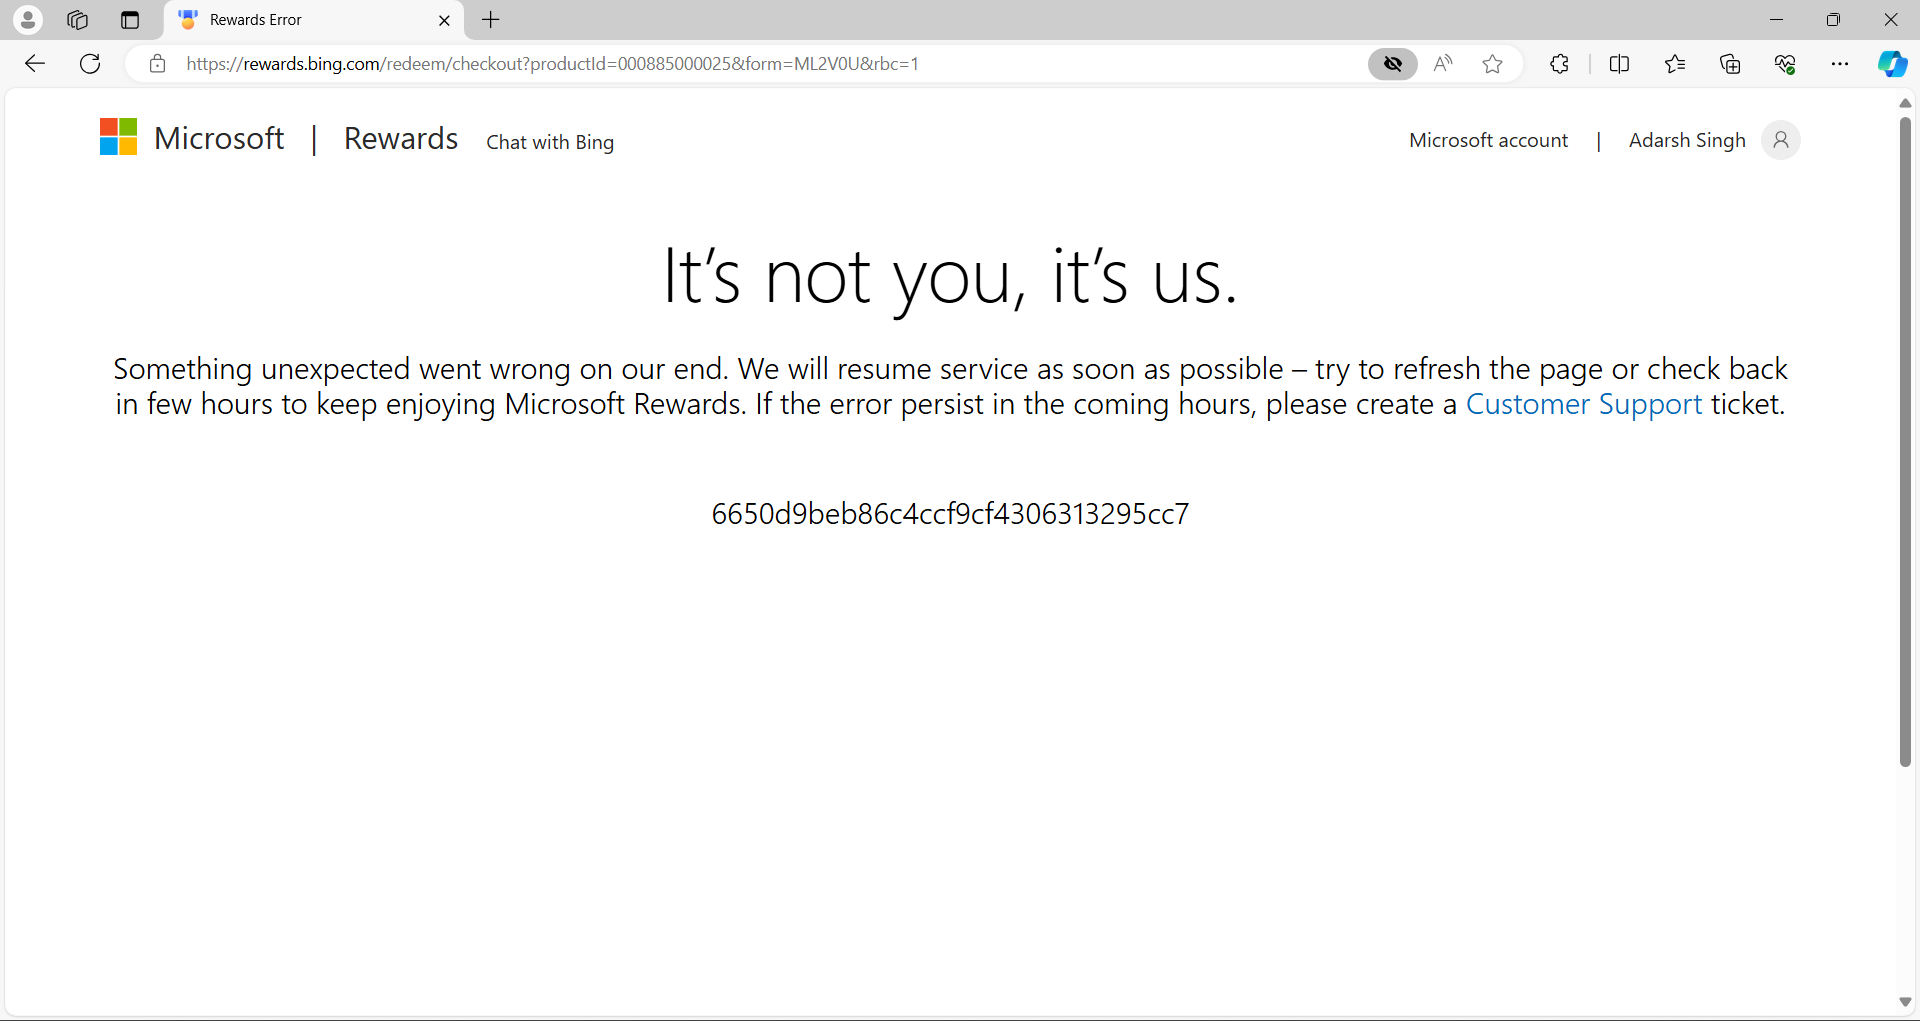 Rewards Error
https://rewards.bing.com/redeem/checkout?productId=000885000025&form=ML2V0U&rbc=1
Microsoft | Rewards Chat with Bing
Microsoft account | Adarsh Singh
It’s not you, it’s us.
Something unexpected went wrong on our end. We will resume service as soon as possible – try to refresh the page or check back
in few hours to keep enjoying Microsoft Rewards. If the error persist in the coming hours, please create a Customer Support ticket.
6650d9beb86c4ccf9cf4306313295cc7